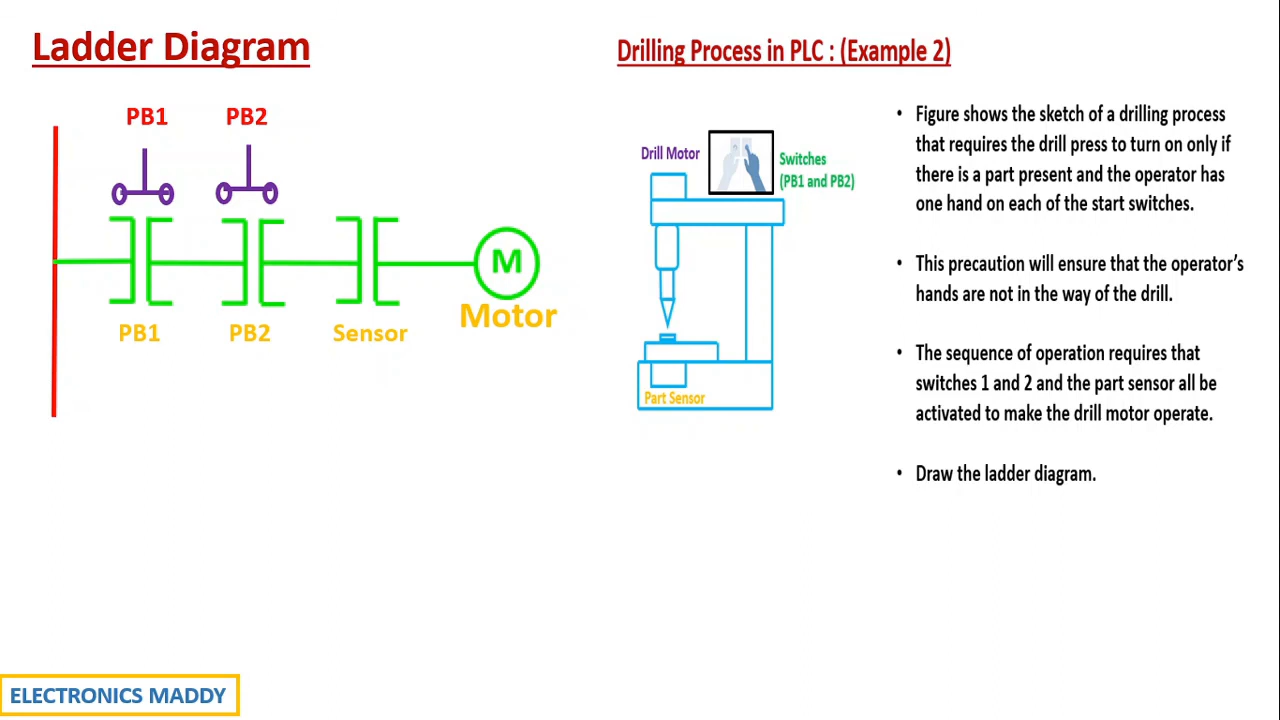 Ladder Diagram
PB1
PB2
M
Motor
PB1
PB2
Sensor
Drilling Process in PLC : (Example 2)
Drill Motor
Switches
(PB1 and PB2)
Part Sensor
• Figure shows the sketch of a drilling process
that requires the drill press to turn on only if
there is a part present and the operator has
one hand on each of the start switches.
• This precaution will ensure that the operator’s
hands are not in the way of the drill.
• The sequence of operation requires that
switches 1 and 2 and the part sensor all be
activated to make the drill motor operate.
• Draw the ladder diagram.
ELECTRONICS MADDY